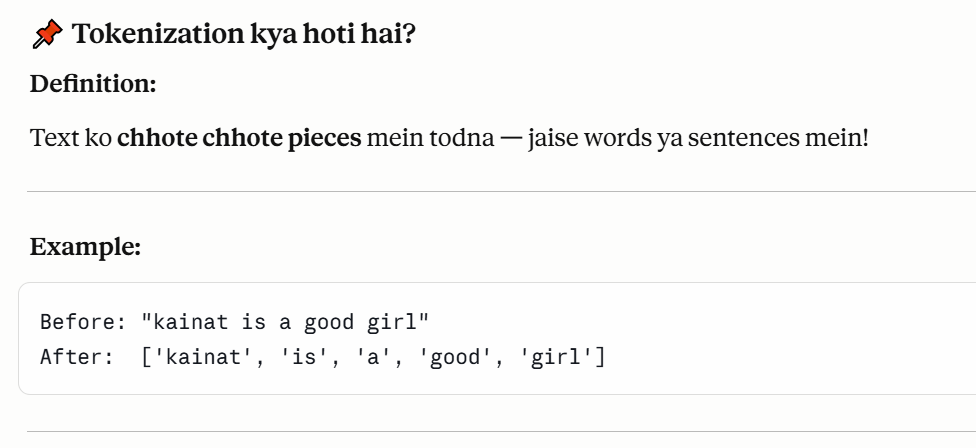 📌 Tokenization kya hoti hai?
Definition:
Text ko chhote chhote pieces mein todna — jaise words ya sentences mein!
Example:
Before: "kainat is a good girl"
After:  ['kainat', 'is', 'a', 'good', 'girl']